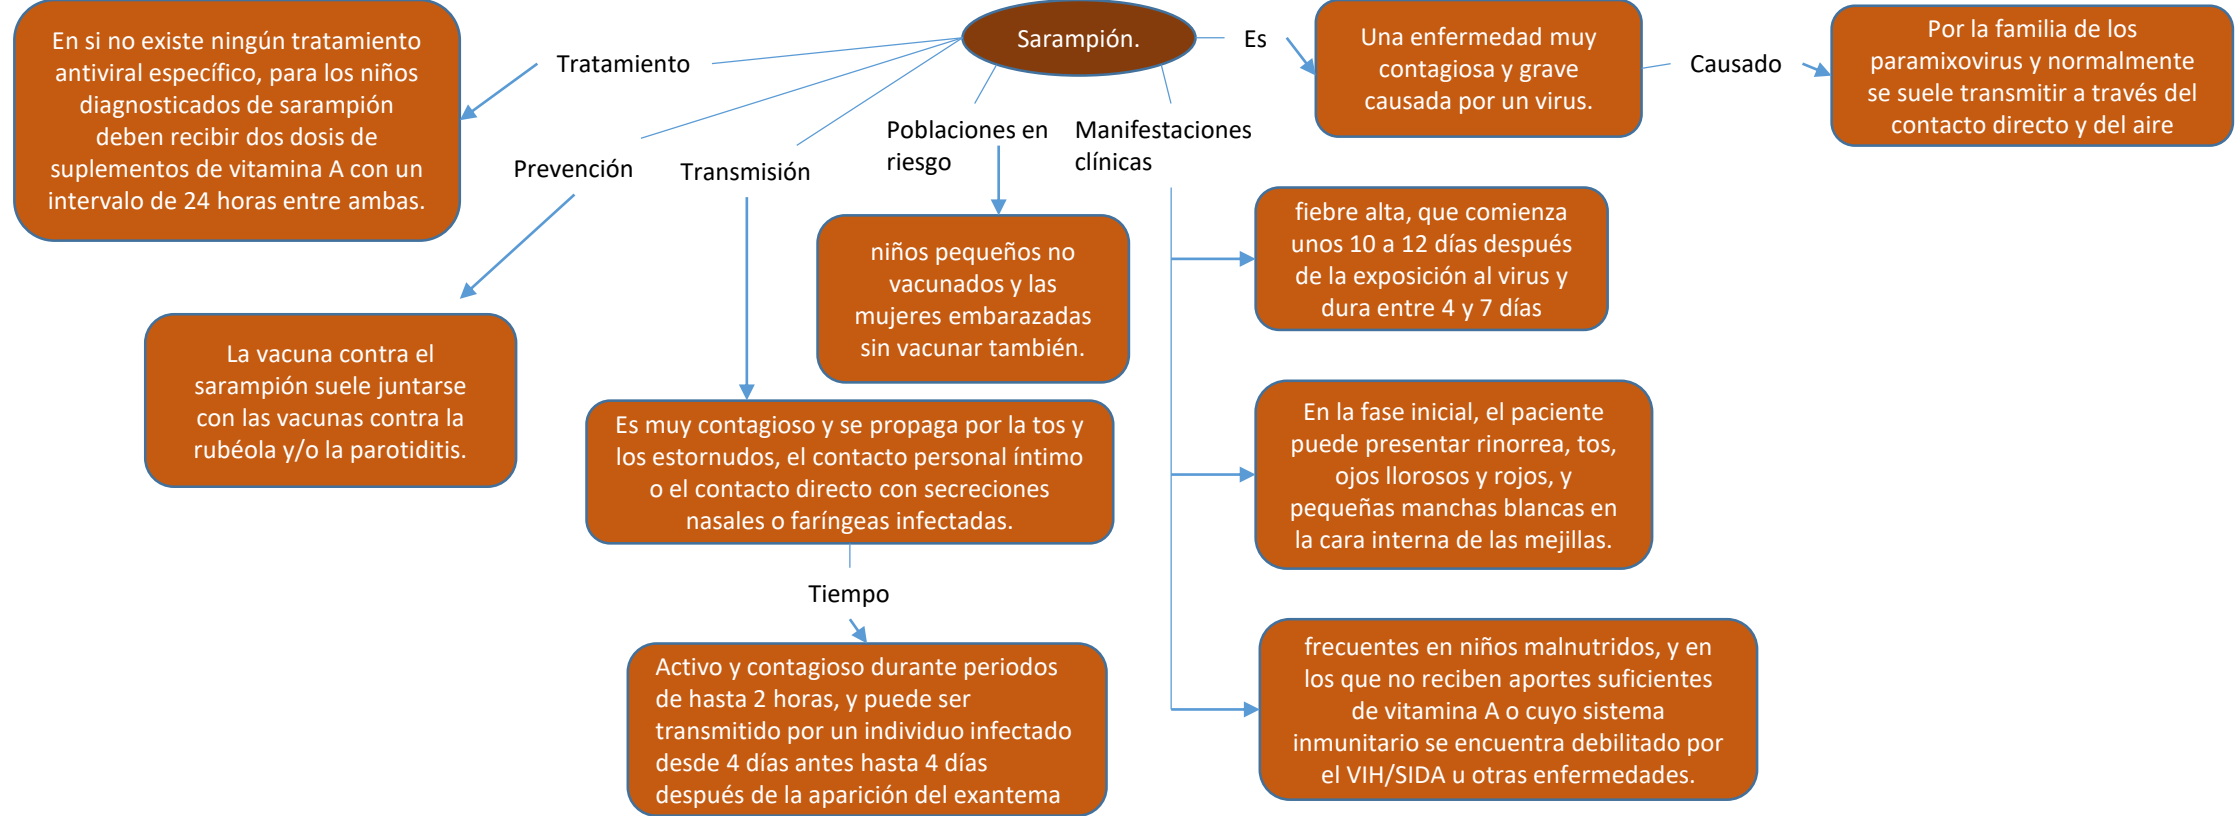 Sarampión.
Es
Una enfermedad muy
contagiosa y grave
causada por un virus.
Causado
Por la familia de los
paramixovirus y normalmente
se suele transmitir a través del
contacto directo y del aire
Tratamiento
En si no existe ningún tratamiento
antiviral específico, para los niños
diagnosticados de sarampión
deben recibir dos dosis de
suplementos de vitamina A con un
intervalo de 24 horas entre ambas.
Prevención
La vacuna contra el
sarampión suele juntarse
con las vacunas contra la
rubéola y/o la parotiditis.
Transmisión
Es muy contagioso y se propaga por la tos y
los estornudos, el contacto personal íntimo
o el contacto directo con secreciones
nasales o faríngeas infectadas.
Tiempo
Activo y contagioso durante periodos
de hasta 2 horas, y puede ser
transmitido por un individuo infectado
desde 4 días antes hasta 4 días
después de la aparición del exantema
Poblaciones en
riesgo
niños pequeños no
vacunados y las
mujeres embarazadas
sin vacunar también.
Manifestaciones
clínicas
fiebre alta, que comienza
unos 10 a 12 días después
de la exposición al virus y
dura entre 4 y 7 días
En la fase inicial, el paciente
puede presentar rinorrea, tos,
ojos llorosos y rojos, y
pequeñas manchas blancas en
la cara interna de las mejillas.
frecuentes en niños malnutridos, y en
los que no reciben aportes suficientes
de vitamina A o cuyo sistema
inmunitario se encuentra debilitado por
el VIH/SIDA u otras enfermedades.